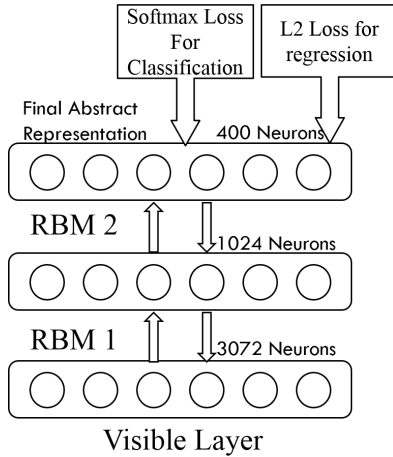 Softmax Loss
For
Classification
L2 Loss for
regression
Final Abstract
Representation
400 Neurons
RBM 2
1024 Neurons
RBM 1
3072 Neurons
Visible Layer